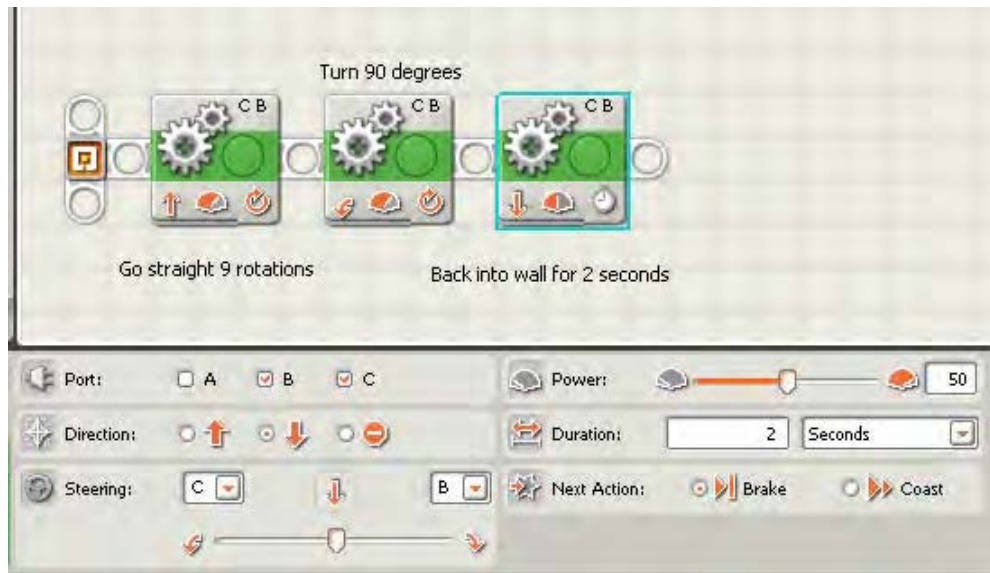 Turn 90 degrees
C B
C B
C B
Go straight 9 rotations
Back into wall for 2 seconds
Port: A B C
Power: 50
Direction:
Duration: 2 Seconds
Steering: C B
Next Action: Brake Coast